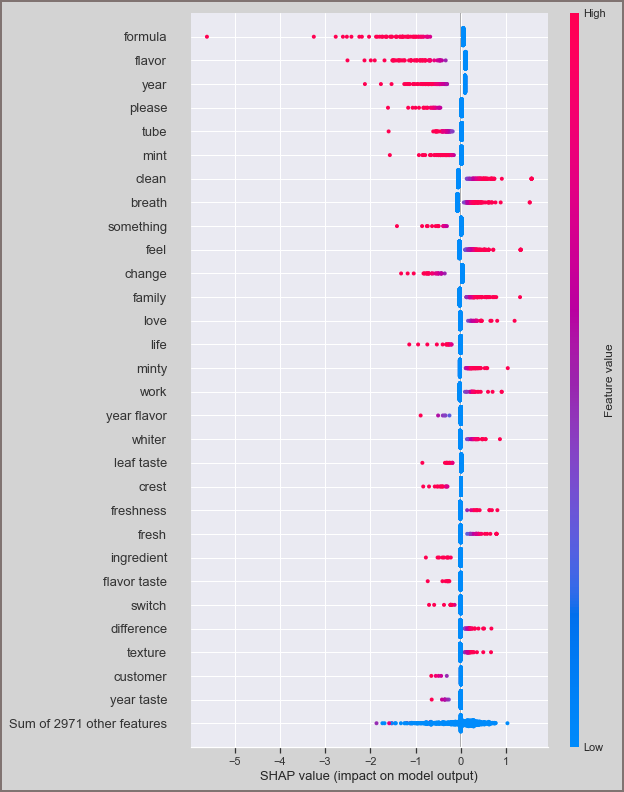 High
formula
flavor
year
please
tube
mint
clean
breath
something
feel
change
family
love
life
minty
work
year flavor
whiter
leaf taste
crest
freshness
fresh
ingredient
flavor taste
switch
difference
texture
customer
year taste
Sum of 2971 other features
Feature value
Low
−5 −4 −3 −2 −1 0 1
SHAP value (impact on model output)